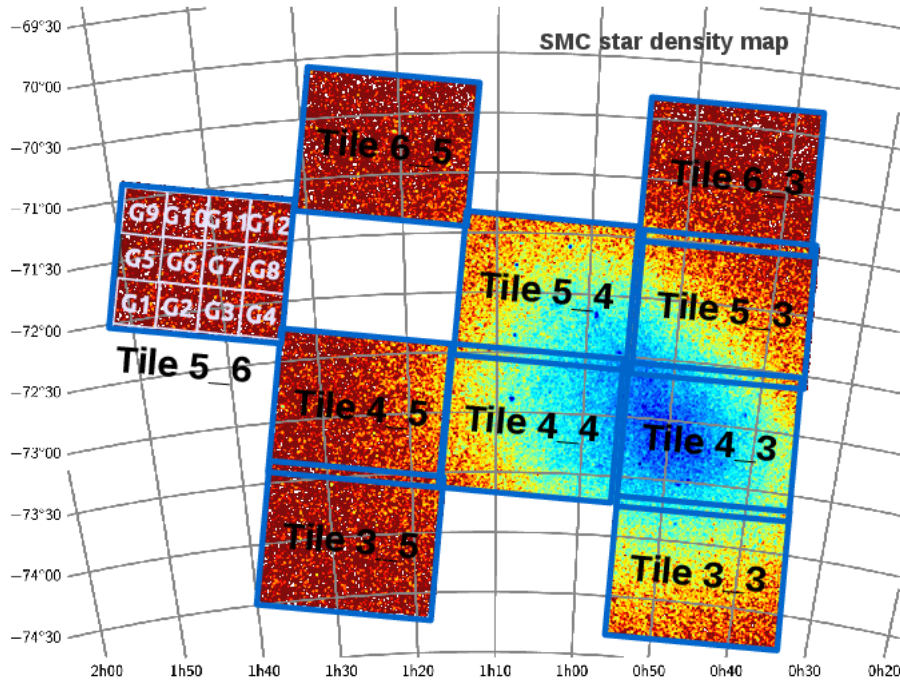 SMC star density map
−69°30
−70°00
−70°30
−71°00
−71°30
−72°00
−72°30
−73°00
−73°30
−74°00
−74°30
Tile 6_5
Tile 6_3
G9 G10 G11 G12
G5 G6 G7 G8
G1 G2 G3 G4
Tile 5_6
Tile 5_4
Tile 5_3
Tile 4_5
Tile 4_4
Tile 4_3
Tile 3_5
Tile 3_3
2h00 1h50 1h40 1h30 1h20 1h10 1h00 0h50 0h40 0h30 0h20